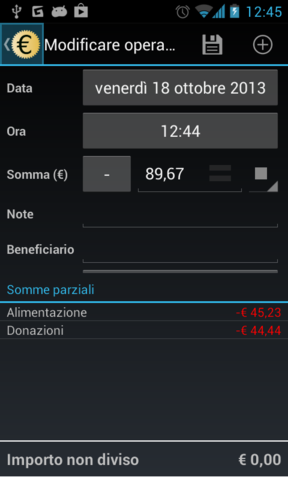 12:45
Modificare opera...
Data venerdì 18 ottobre 2013
Ora 12:44
Somma (€) - 89,67
Note
Beneficiario
Somme parziali
Alimentazione -€ 45,23
Donazioni -€ 44,44
Importo non diviso € 0,00